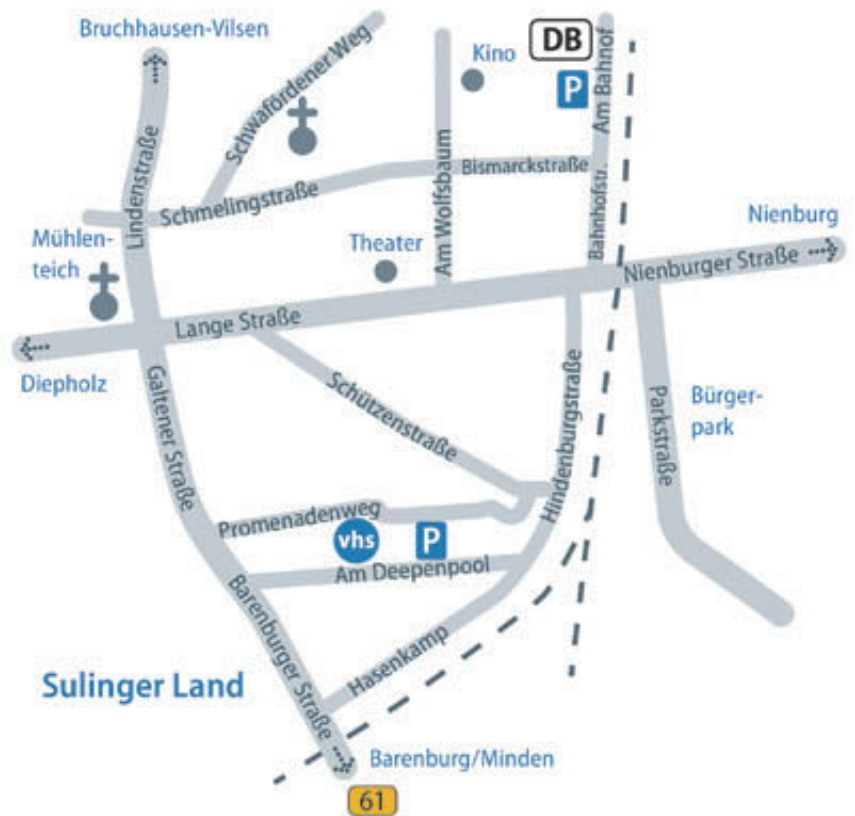 Bruchhausen-Vilsen
Schwafördener Weg
Kino
DB
P
Am Bahnhof
Lindenstraße
Schmelingstraße
Am Wolfsbaum
Bismarckstraße
Bahnhofstr.
Nienburg
Mühlen-
teich
Theater
Nienburger Straße
Lange Straße
Diepholz
Galtener Straße
Schützenstraße
Hindenburgstraße
Parkstraße
Bürger-
park
Promenadenweg
vhs
P
Am Deepenpool
Barenburger Straße
Hasenkamp
Sulinger Land
Barenburg/Minden
61